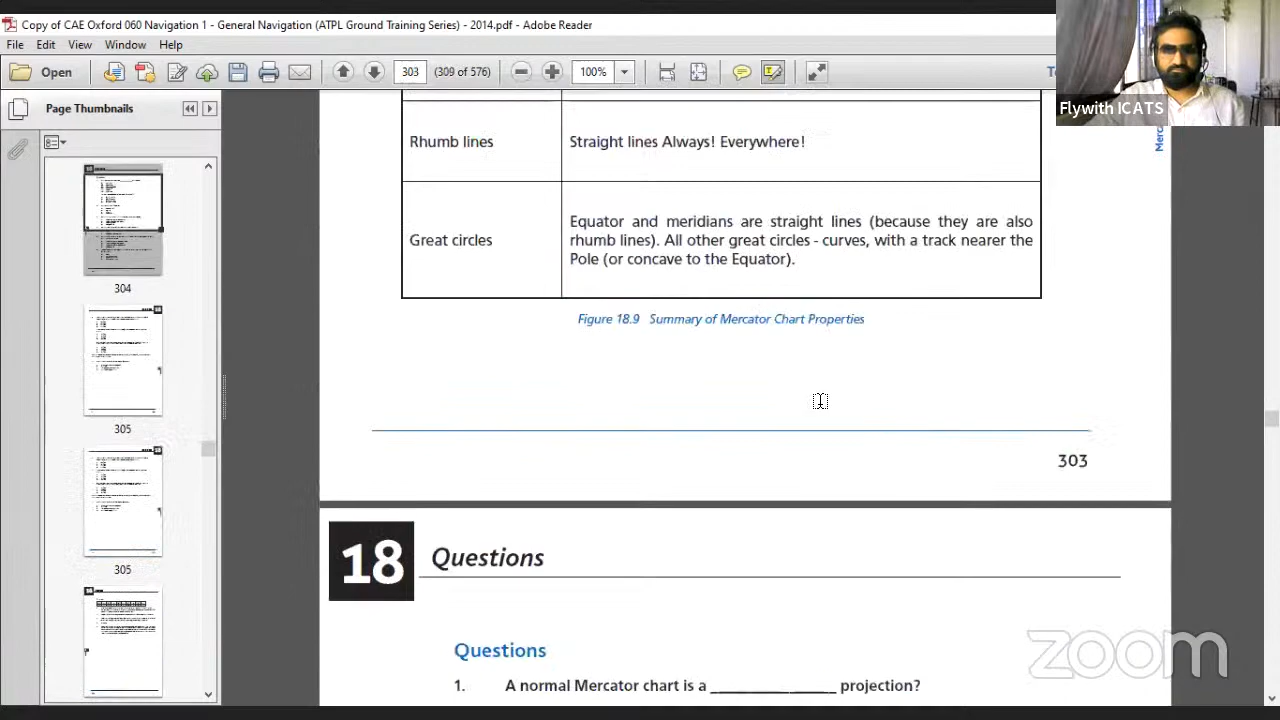 Copy of CAE Oxford 060 Navigation 1 - General Navigation (ATPL Ground Training Series) - 2014.pdf - Adobe Reader
File Edit View Window Help
Open 303 (309 of 576) 100%
Flywith ICATS
Page Thumbnails
304
305
305
Rhumb lines
Straight lines Always! Everywhere!
Great circles
Equator and meridians are straight lines (because they are also
rhumb lines). All other great circles - curves, with a track nearer the
Pole (or concave to the Equator).
Figure 18.9 Summary of Mercator Chart Properties
303
18
Questions
Questions
1. A normal Mercator chart is a ______________ projection?
zoom